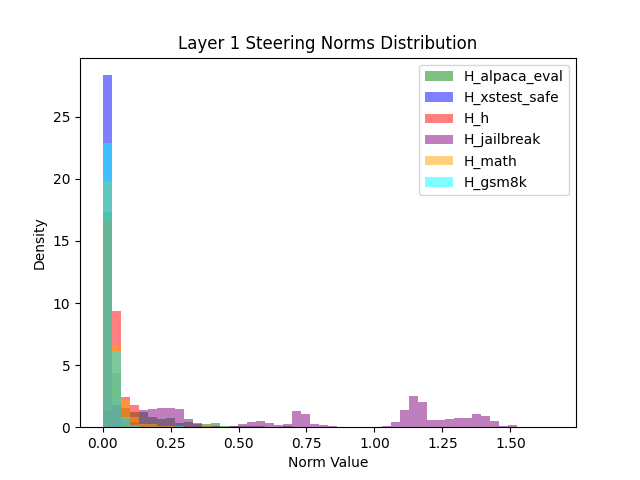 Layer 1 Steering Norms Distribution
H_alpaca_eval
H_xstest_safe
H_h
H_jailbreak
H_math
H_gsm8k
Density
25
20
15
10
5
0
0.00 0.25 0.50 0.75 1.00 1.25 1.50
Norm Value